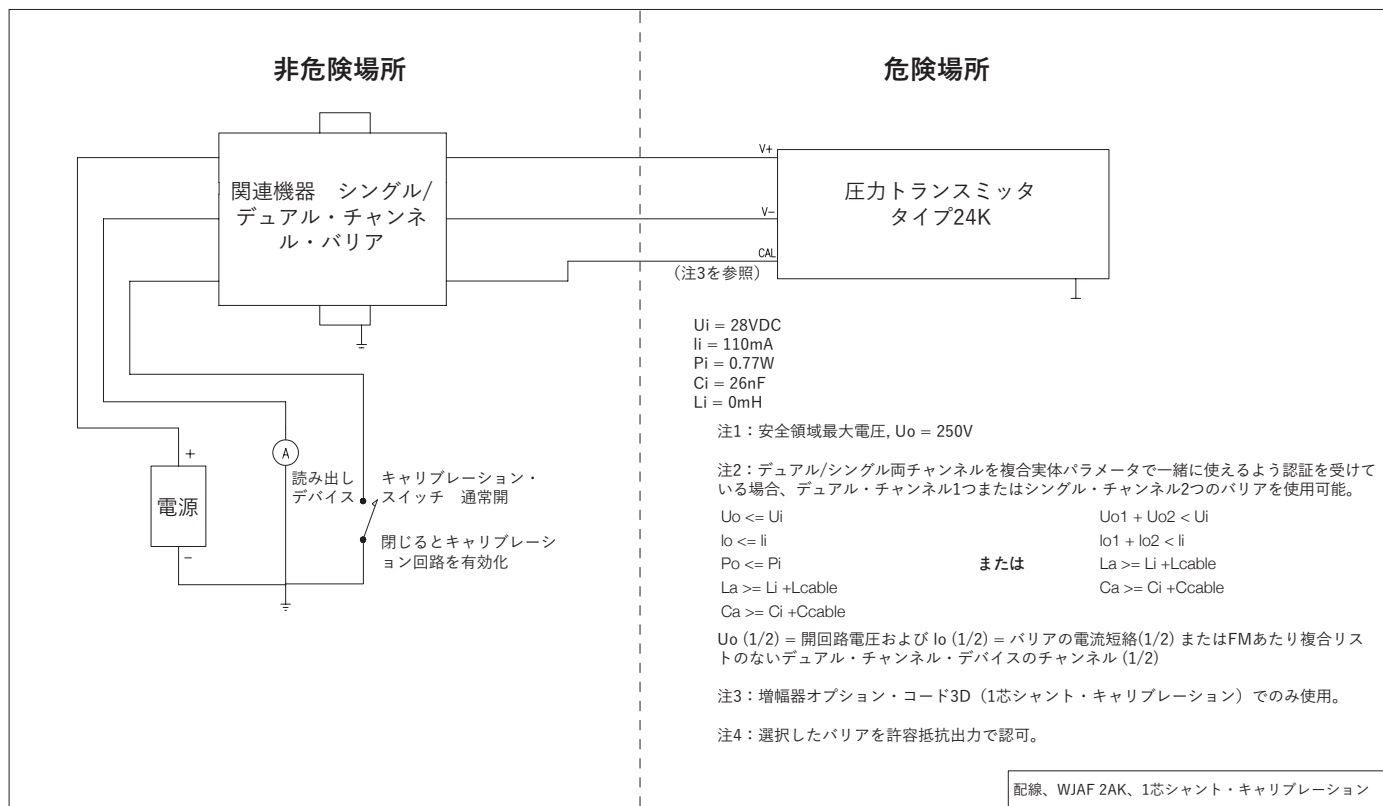 非危険場所
危険場所
関連機器　シングル/
デュアル・チャンネ
ル・バリア
V+
V−
CAL
（注3を参照）
圧力トランスミッタ
タイプ24K
Ui = 28VDC
Ii = 110mA
Pi = 0.77W
Ci = 26nF
Li = 0mH
+
電源
−
A
読み出し
デバイス
キャリブレーション・
スイッチ　通常開
閉じるとキャリブレーシ
ョン回路を有効化
注1：安全領域最大電圧, Uo = 250V
注2：デュアル/シングル両チャンネルを複合実体パラメータで一緒に使えるよう認証を受けて
いる場合、デュアル・チャンネル1つまたはシングル・チャンネル2つのバリアを使用可能。
Uo <= Ui
Io <= Ii
Po <= Pi
La >= Li +Lcable
Ca >= Ci +Ccable
または
Uo1 + Uo2 < Ui
Io1 + Io2 < Ii
La >= Li +Lcable
Ca >= Ci +Ccable
Uo (1/2) = 開回路電圧および Io (1/2) = バリアの電流短絡(1/2) またはFMあたり複合リス
トのないデュアル・チャンネル・デバイスのチャンネル (1/2)
注3：増幅器オプション・コード3D（1芯シャント・キャリブレーション）でのみ使用。
注4：選択したバリアを許容抵抗出力で認可。
配線、WJAF 2AK、1芯シャント・キャリブレーション